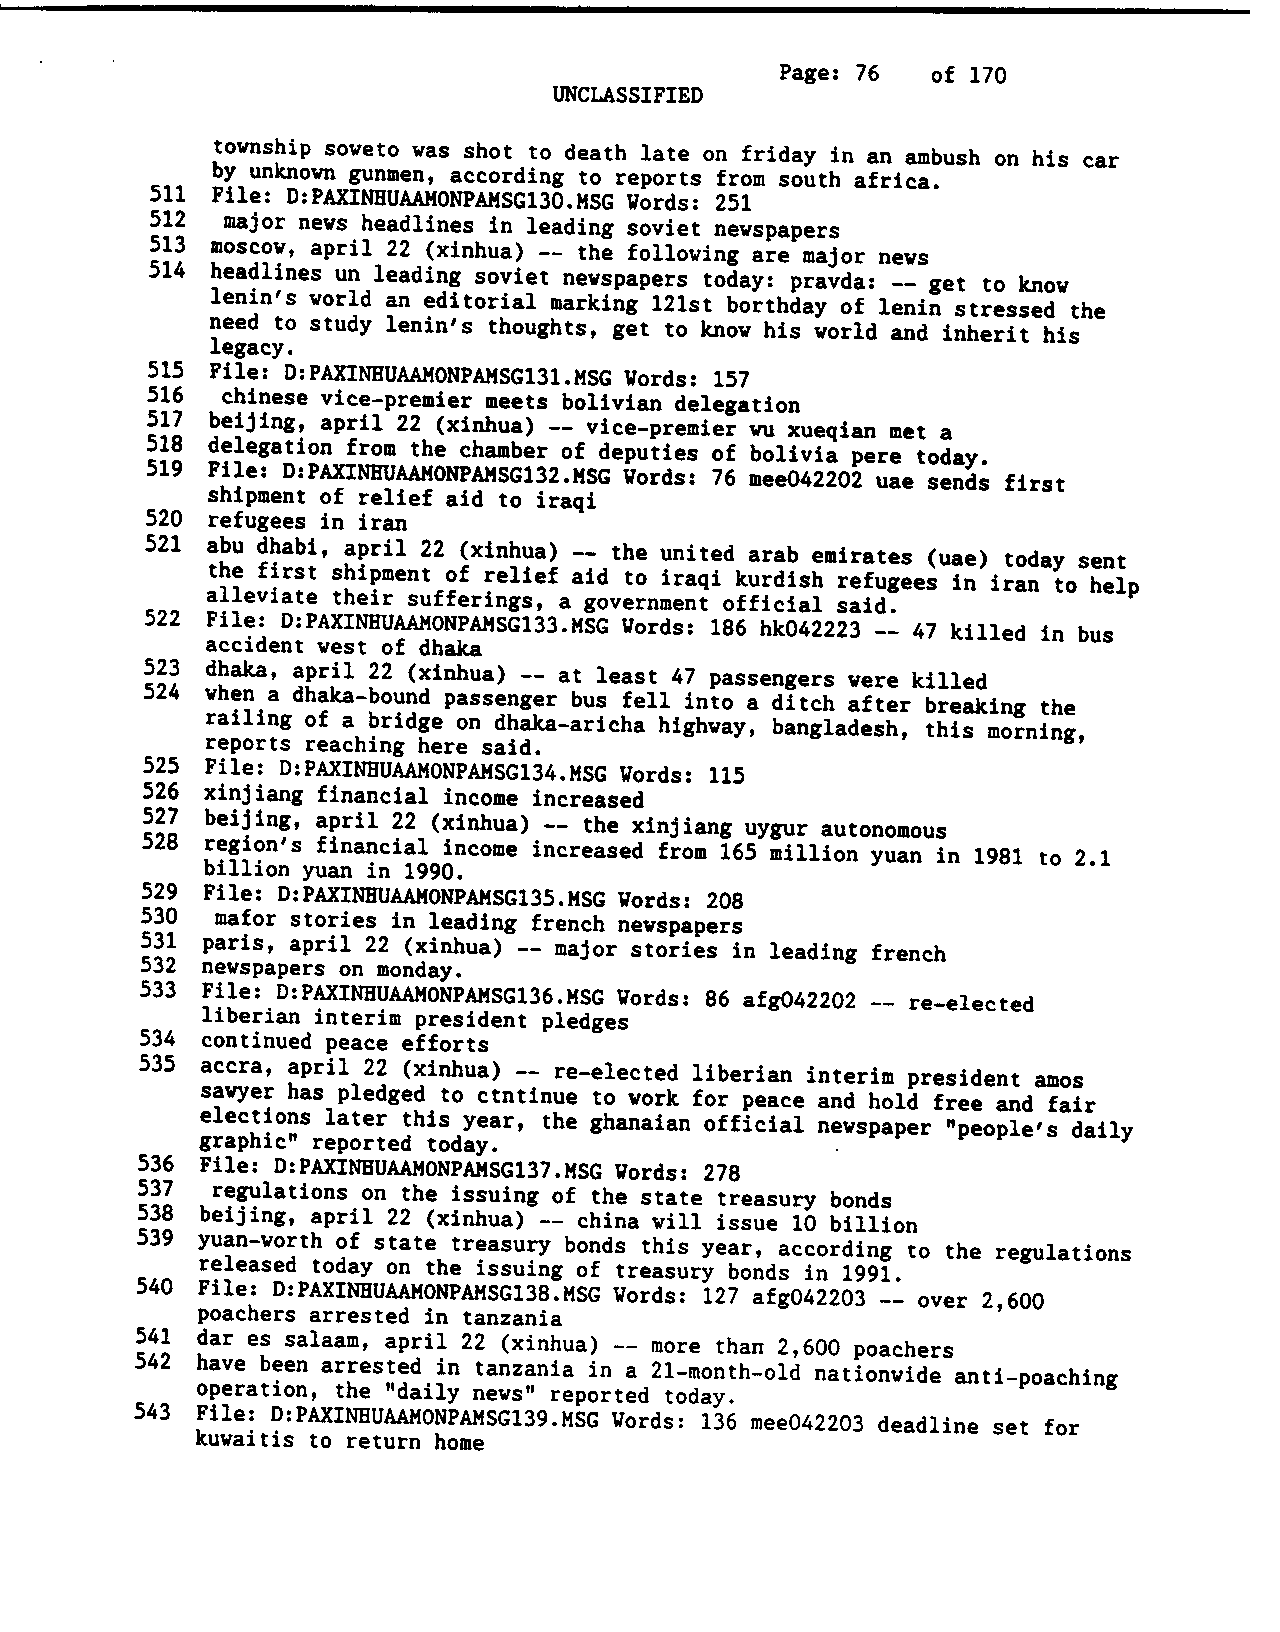 Page: 76 of 170
UNCLASSIFIED
township soweto was shot to death late on friday in an ambush on his car
by unknown gunmen, according to reports from south africa.
511 File: D:PAXINHUAAMONPAMSG130.MSG Words: 251
512 major news headlines in leading soviet newspapers
513 moscow, april 22 (xinhua) -- the following are major news
514 headlines un leading soviet newspapers today: pravda: -- get to know
lenin's world an editorial marking 121st borthday of lenin stressed the
need to study lenin's thoughts, get to know his world and inherit his
legacy.
515 File: D:PAXINHUAAMONPAMSG131.MSG Words: 157
516 chinese vice-premier meets bolivian delegation
517 beijing, april 22 (xinhua) -- vice-premier wu xueqian met a
518 delegation from the chamber of deputies of bolivia pere today.
519 File: D:PAXINHUAAMONPAMSG132.MSG Words: 76 mee042202 uae sends first
shipment of relief aid to iraqi
520 refugees in iran
521 abu dhabi, april 22 (xinhua) -- the united arab emirates (uae) today sent
the first shipment of relief aid to iraqi kurdish refugees in iran to help
alleviate their sufferings, a government official said.
522 File: D:PAXINHUAAMONPAMSG133.MSG Words: 186 hk042223 -- 47 killed in bus
accident west of dhaka
523 dhaka, april 22 (xinhua) -- at least 47 passengers were killed
524 when a dhaka-bound passenger bus fell into a ditch after breaking the
railing of a bridge on dhaka-aricha highway, bangladesh, this morning,
reports reaching here said.
525 File: D:PAXINHUAAMONPAMSG134.MSG Words: 115
526 xinjiang financial income increased
527 beijing, april 22 (xinhua) -- the xinjiang uygur autonomous
528 region's financial income increased from 165 million yuan in 1981 to 2.1
billion yuan in 1990.
529 File: D:PAXINHUAAMONPAMSG135.MSG Words: 208
530 mafor stories in leading french newspapers
531 paris, april 22 (xinhua) -- major stories in leading french
532 newspapers on monday.
533 File: D:PAXINHUAAMONPAMSG136.MSG Words: 86 afg042202 -- re-elected
liberian interim president pledges
534 continued peace efforts
535 accra, april 22 (xinhua) -- re-elected liberian interim president amos
sawyer has pledged to ctntinue to work for peace and hold free and fair
elections later this year, the ghanaian official newspaper "people's daily
graphic" reported today.
536 File: D:PAXINHUAAMONPAMSG137.MSG Words: 278
537 regulations on the issuing of the state treasury bonds
538 beijing, april 22 (xinhua) -- china will issue 10 billion
539 yuan-worth of state treasury bonds this year, according to the regulations
released today on the issuing of treasury bonds in 1991.
540 File: D:PAXINHUAAMONPAMSG138.MSG Words: 127 afg042203 -- over 2,600
poachers arrested in tanzania
541 dar es salaam, april 22 (xinhua) -- more than 2,600 poachers
542 have been arrested in tanzania in a 21-month-old nationwide anti-poaching
operation, the "daily news" reported today.
543 File: D:PAXINHUAAMONPAMSG139.MSG Words: 136 mee042203 deadline set for
kuwaitis to return home